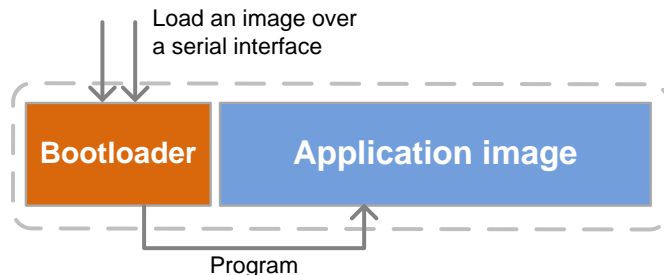 Load an image over
a serial interface
Bootloader
Application image
Program